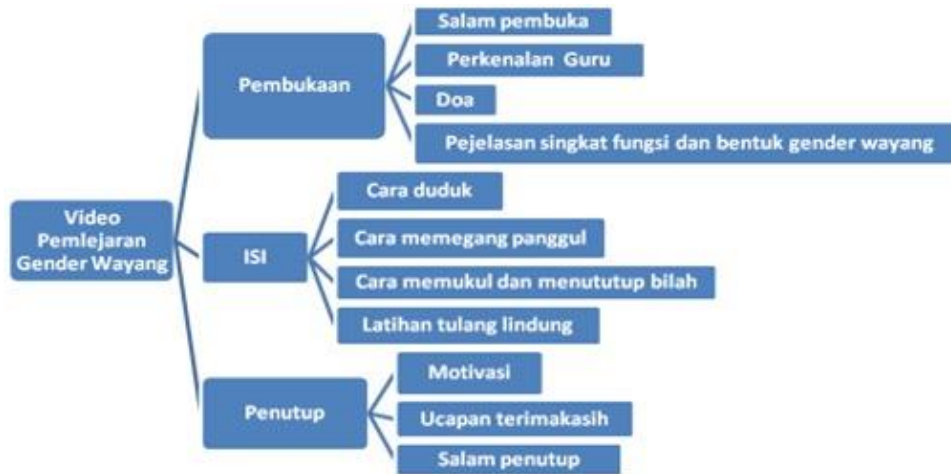 Video
Pemlejaran
Gender Wayang
Pembukaan
Salam pembuka
Perkenalan Guru
Doa
Pejelasan singkat fungsi dan bentuk gender wayang
ISI
Cara duduk
Cara memegang panggul
Cara memukul dan menututup bilah
Latihan tulang lindung
Penutup
Motivasi
Ucapan terimakasih
Salam penutup